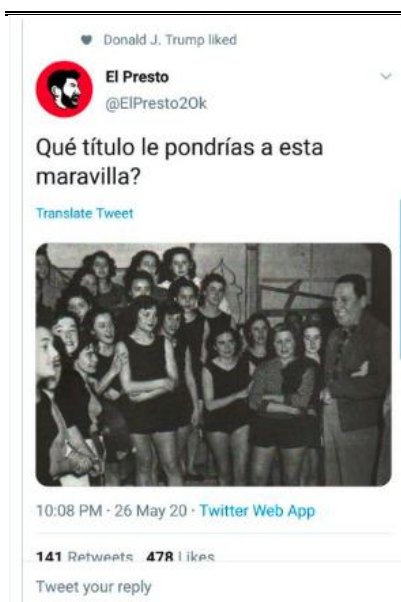 Donald J. Trump liked
El Presto
@ElPresto2Ok
Qué título le pondrías a esta
maravilla?
Translate Tweet
10:08 PM · 26 May 20 · Twitter Web App
141 Retweets 478 Likes
Tweet your reply